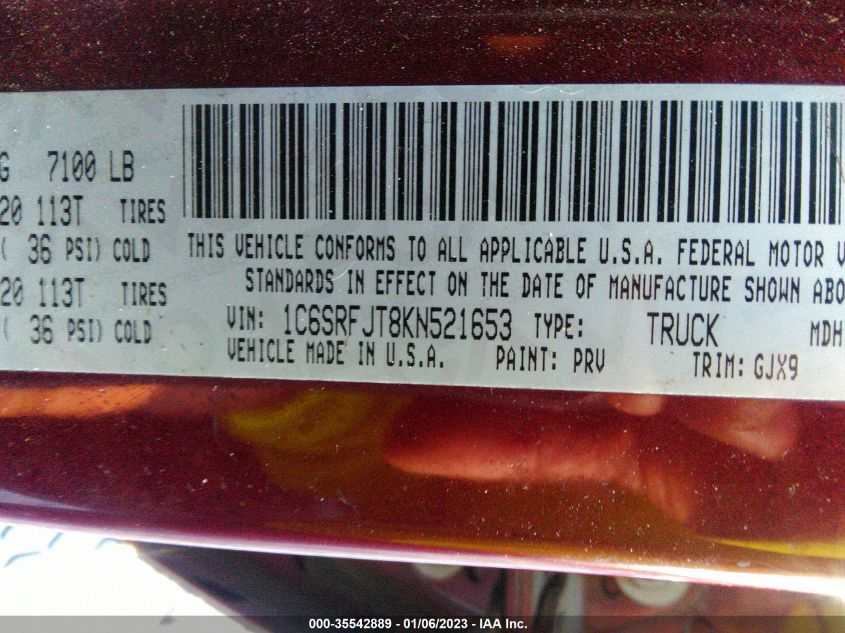 G 7100 LB
20 113T TIRES
( 36 PSI) COLD
20 113T TIRES
( 36 PSI) COLD
THIS VEHICLE CONFORMS TO ALL APPLICABLE U.S.A. FEDERAL MOTOR V
STANDARDS IN EFFECT ON THE DATE OF MANUFACTURE SHOWN ABO
VIN: 1C6SRFJT8KN521653 TYPE: TRUCK MDH
VEHICLE MADE IN U.S.A. PAINT: PRV TRIM: GJX9
000-35542889 - 01/06/2023 - IAA Inc.